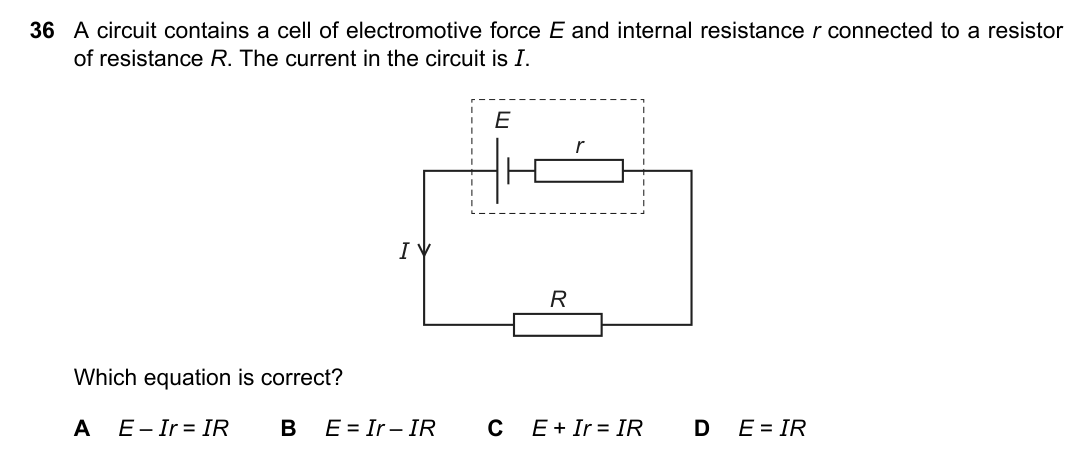 36 A circuit contains a cell of electromotive force E and internal resistance r connected to a resistor
of resistance R. The current in the circuit is I.
E
r
I
R
Which equation is correct?
A E – Ir = IR B E = Ir – IR C E + Ir = IR D E = IR